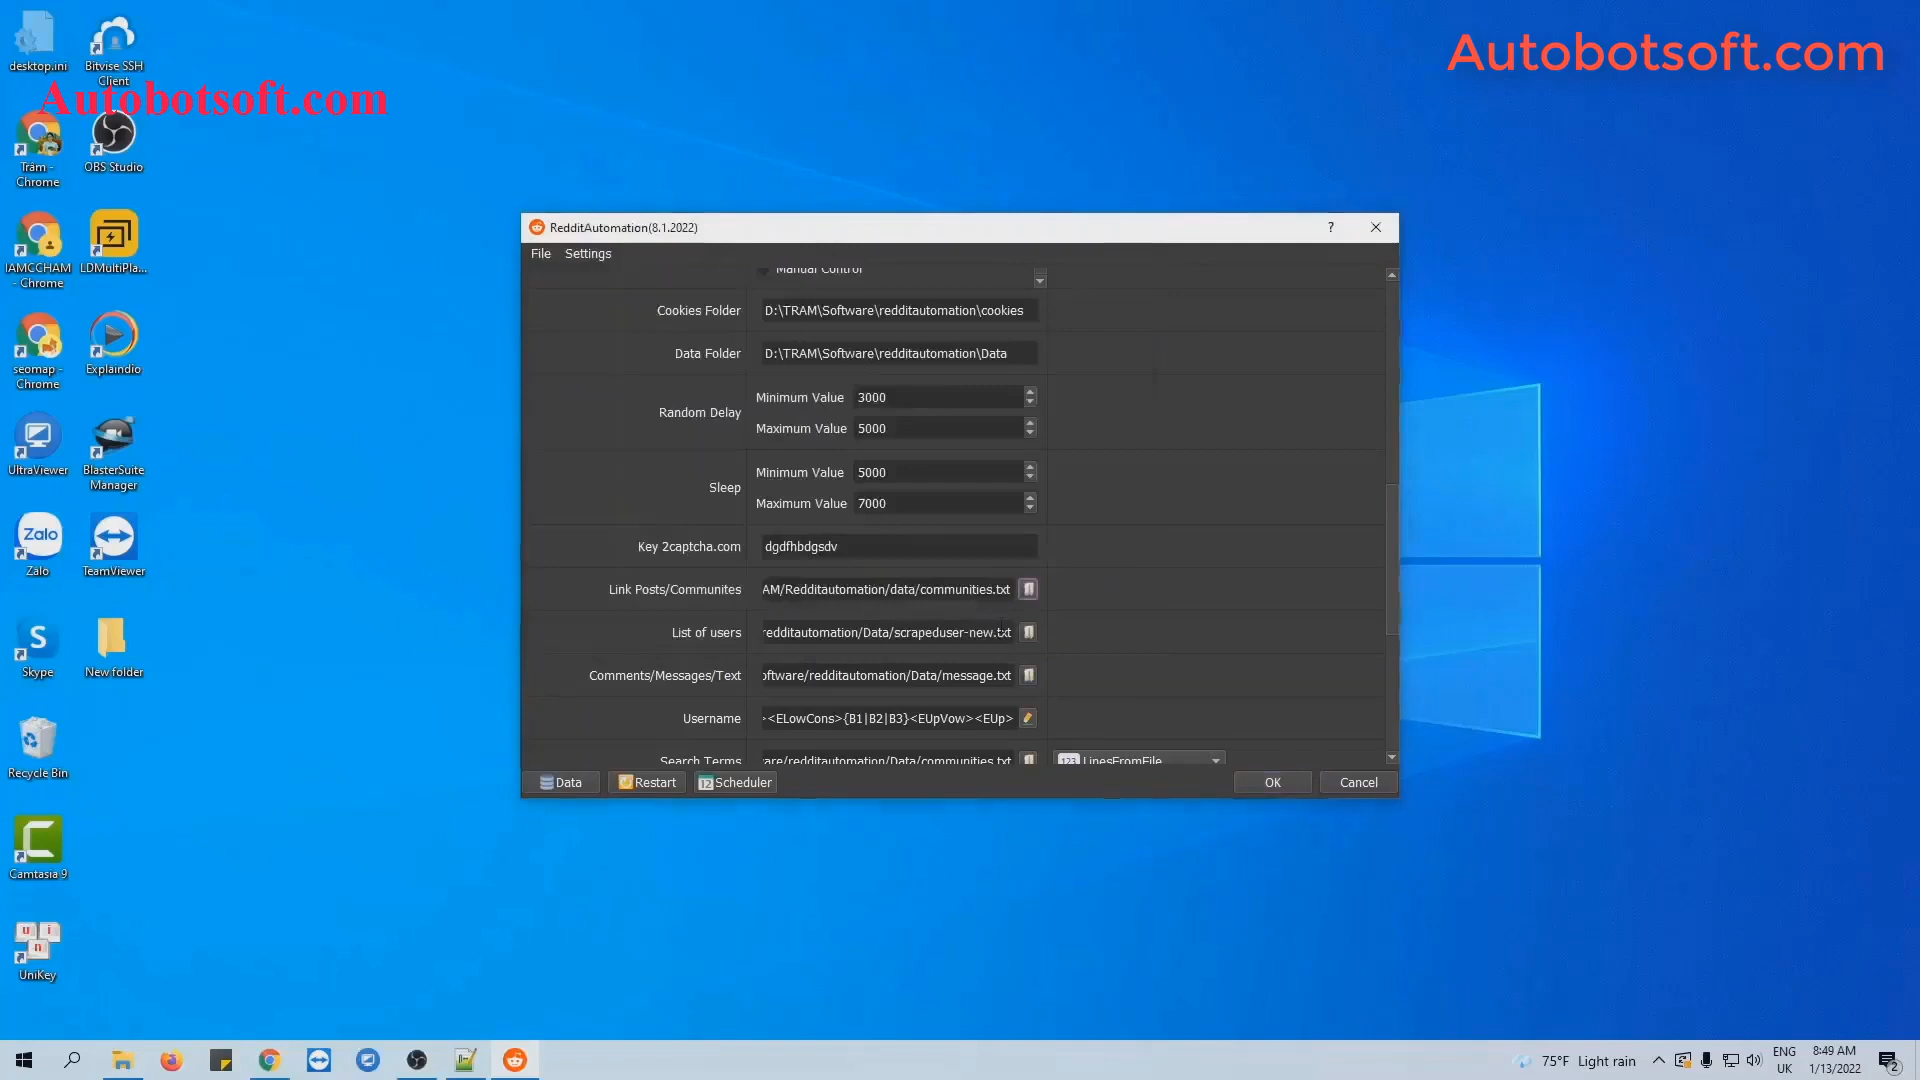 Autobotsoft.com
Autobotsoft.com
desktop.ini
Bitvise SSH
Client
Trâm -
Chrome
OBS Studio
IAMCCHAM
- Chrome
LDMultiPla...
seomap -
Chrome
Explaindio
UltraViewer
BlasterSuite
Manager
Zalo
Zalo
TeamViewer
Skype
New folder
Recycle Bin
Camtasia 9
u i
n
UniKey
RedditAutomation(8.1.2022)
?
File Settings
Manual Control
Cookies Folder D:\TRAM\Software\redditautomation\cookies
Data Folder D:\TRAM\Software\redditautomation\Data
Random Delay
Minimum Value 3000
Maximum Value 5000
Sleep
Minimum Value 5000
Maximum Value 7000
Key 2captcha.com dgdfhbdgsdv
Link Posts/Communites AM/Redditautomation/data/communities.txt
List of users redditautomation/Data/scrapeduser-new.txt
Comments/Messages/Text oftware/redditautomation/Data/message.txt
Username ><ELowCons>{B1|B2|B3}<EUpVow><EUp>
Search Terms are/redditautomation/Data/communities.txt 123 LinesFromFile
Data Restart 12 Scheduler OK Cancel
75°F Light rain
ENG
UK
8:49 AM
1/13/2022
2